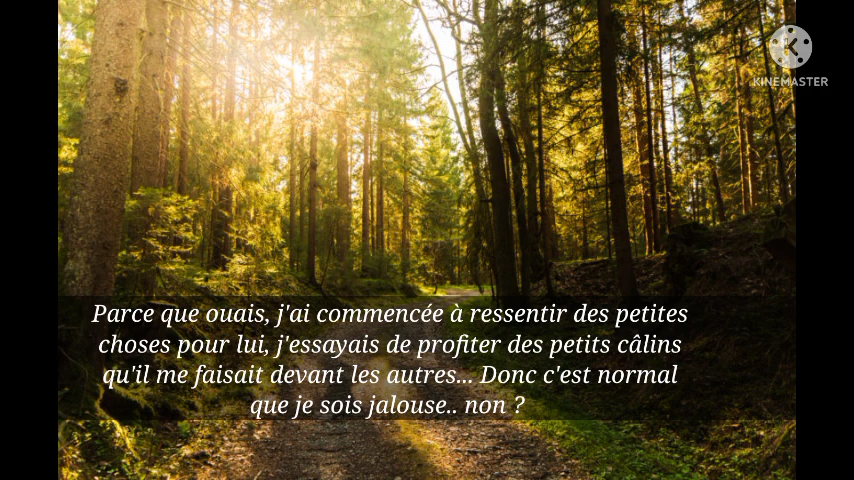 KINEMASTER
Parce que ouais, j'ai commencée à ressentir des petites
choses pour lui, j'essayais de profiter des petits câlins
qu'il me faisait devant les autres... Donc c'est normal
que je sois jalouse.. non ?